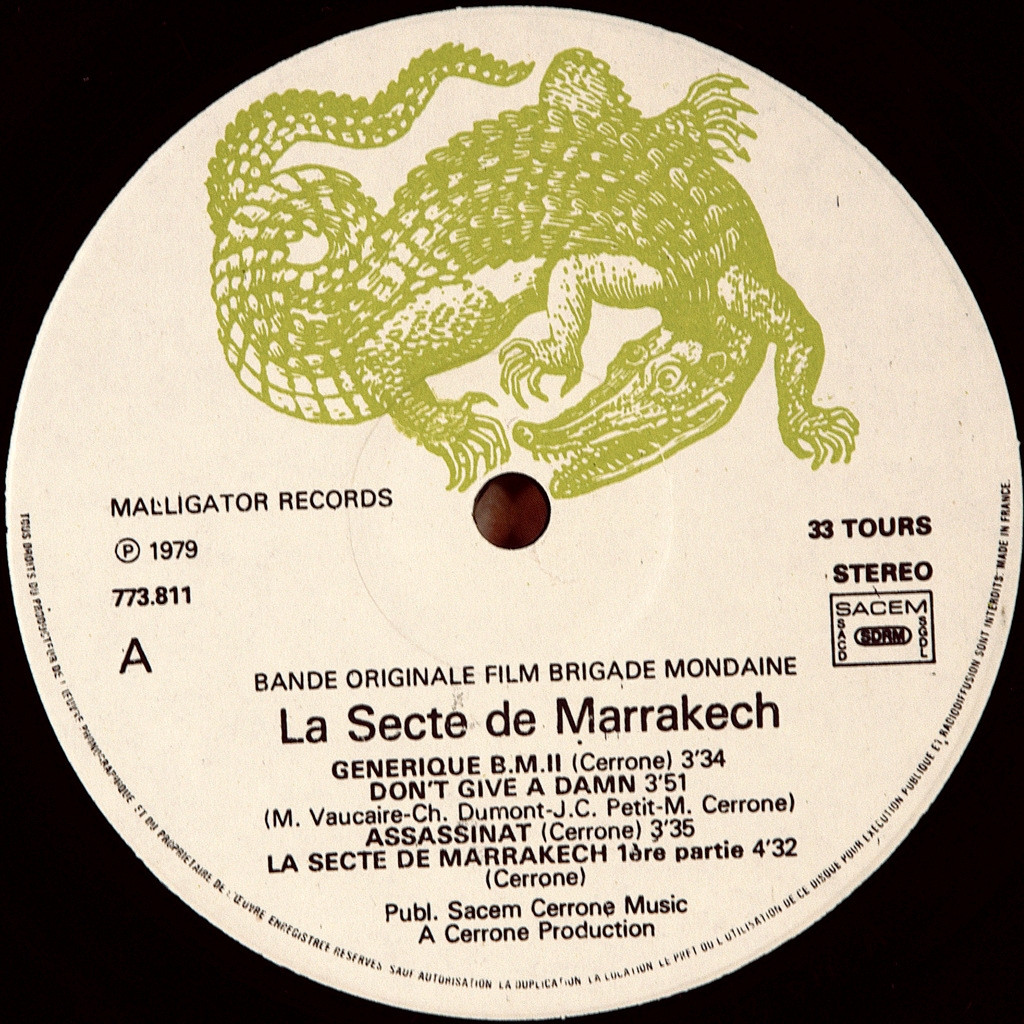 MALLIGATOR RECORDS
℗ 1979
773.811
A
33 TOURS
STEREO
SACEM
SACD
SDRM
SGDL
BANDE ORIGINALE FILM BRIGADE MONDAINE
La Secte de Marrakech
GENERIQUE B.M.II (Cerrone) 3'34
DON'T GIVE A DAMN 3'51
(M. Vaucaire-Ch. Dumont-J.C. Petit-M. Cerrone)
ASSASSINAT (Cerrone) 3'35
LA SECTE DE MARRAKECH 1ère partie 4'32
(Cerrone)
Publ. Sacem Cerrone Music
A Cerrone Production
TOUS DROITS DU PRODUCTEUR DE L'ŒUVRE PHONOGRAPHIQUE ET DU PROPRIETAIRE DE L'ŒUVRE ENREGISTREE RESERVES SAUF AUTORISATION LA DUPLICATION LA LOCATION LE PRET OU L'UTILISATION DE CE DISQUE POUR EXECUTION PUBLIQUE ET RADIODIFFUSION SONT INTERDITS MADE IN FRANCE.